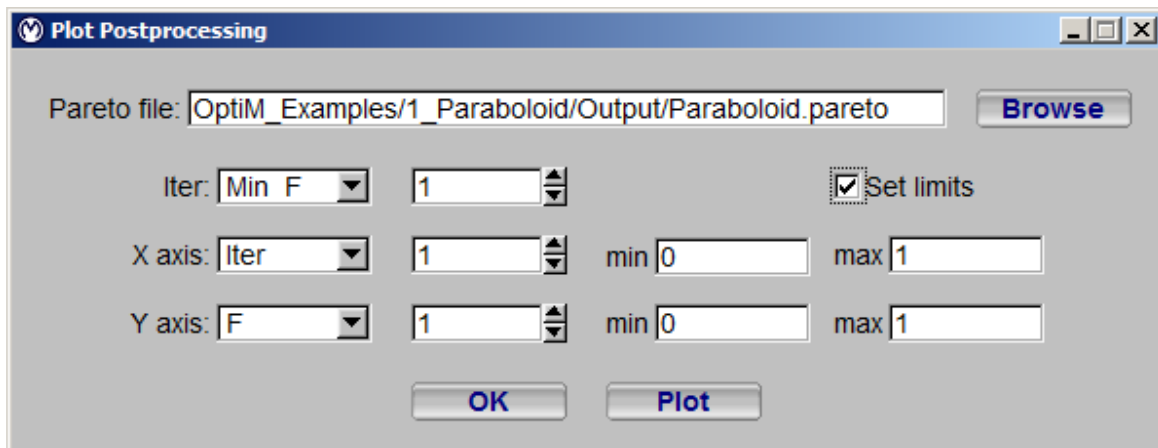 Plot Postprocessing
Pareto file: OptiM_Examples/1_Paraboloid/Output/Paraboloid.pareto Browse
Iter: Min F 1 Set limits
X axis: Iter 1 min 0 max 1
Y axis: F 1 min 0 max 1
OK Plot